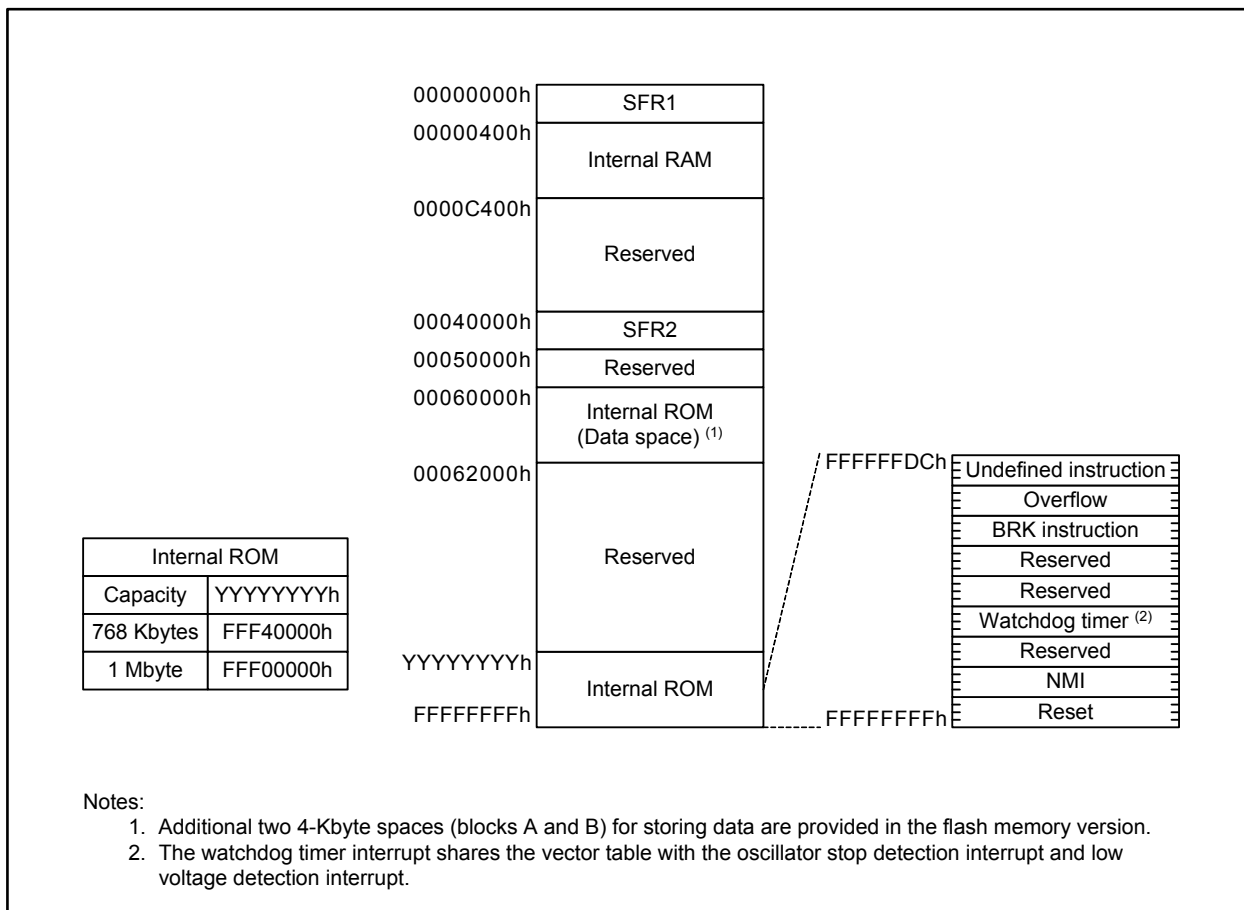 00000000h
SFR1
00000400h
Internal RAM
0000C400h
Reserved
00040000h
SFR2
00050000h
Reserved
00060000h
Internal ROM
(Data space) (1)
00062000h
Reserved
YYYYYYYYh
Internal ROM
FFFFFFFFh
FFFFFFDCh
Undefined instruction
Overflow
BRK instruction
Reserved
Reserved
Watchdog timer (2)
Reserved
NMI
FFFFFFFFh
Reset
Internal ROM
Capacity YYYYYYYYh
768 Kbytes FFF40000h
1 Mbyte FFF00000h
Notes:
1. Additional two 4-Kbyte spaces (blocks A and B) for storing data are provided in the flash memory version.
2. The watchdog timer interrupt shares the vector table with the oscillator stop detection interrupt and low
voltage detection interrupt.